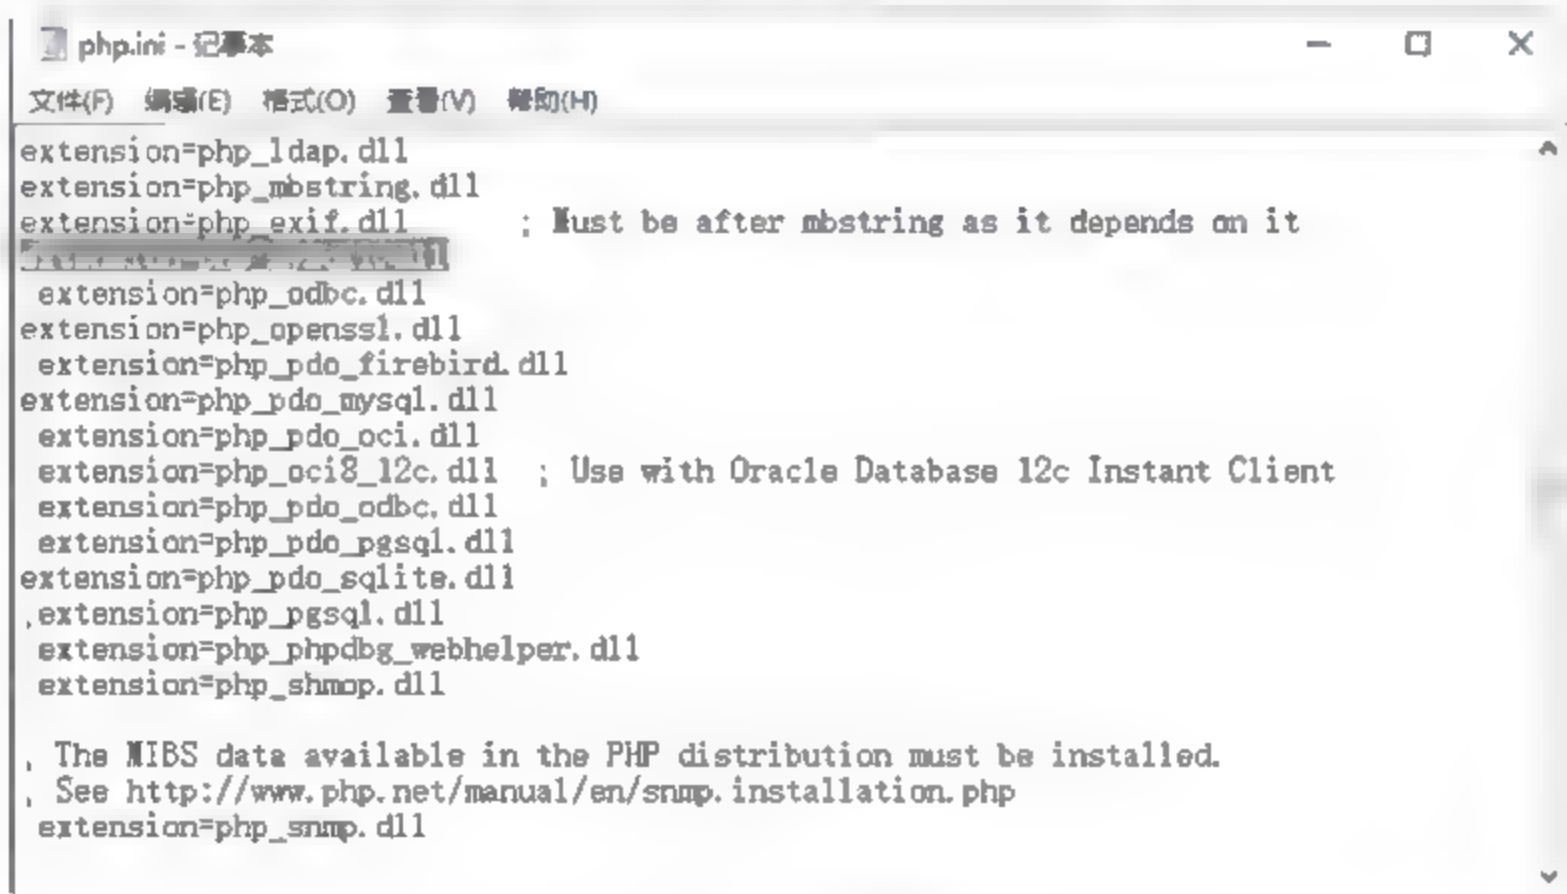 php.ini - 记事本
文件(F) 编辑(E) 格式(O) 查看(V) 帮助(H)
extension=php_ldap.dll
extension=php_mbstring.dll
extension=php_exif.dll ; Must be after mbstring as it depends on it
extension=php_odbc.dll
extension=php_openssl.dll
extension=php_pdo_firebird.dll
extension=php_pdo_mysql.dll
extension=php_pdo_oci.dll
extension=php_oci8_12c.dll ; Use with Oracle Database 12c Instant Client
extension=php_pdo_odbc.dll
extension=php_pdo_pgsql.dll
extension=php_pdo_sqlite.dll
;extension=php_pgsql.dll
extension=php_phpdbg_webhelper.dll
extension=php_shmop.dll
; The MIBS data available in the PHP distribution must be installed.
; See http://www.php.net/manual/en/snmp.installation.php
extension=php_snmp.dll